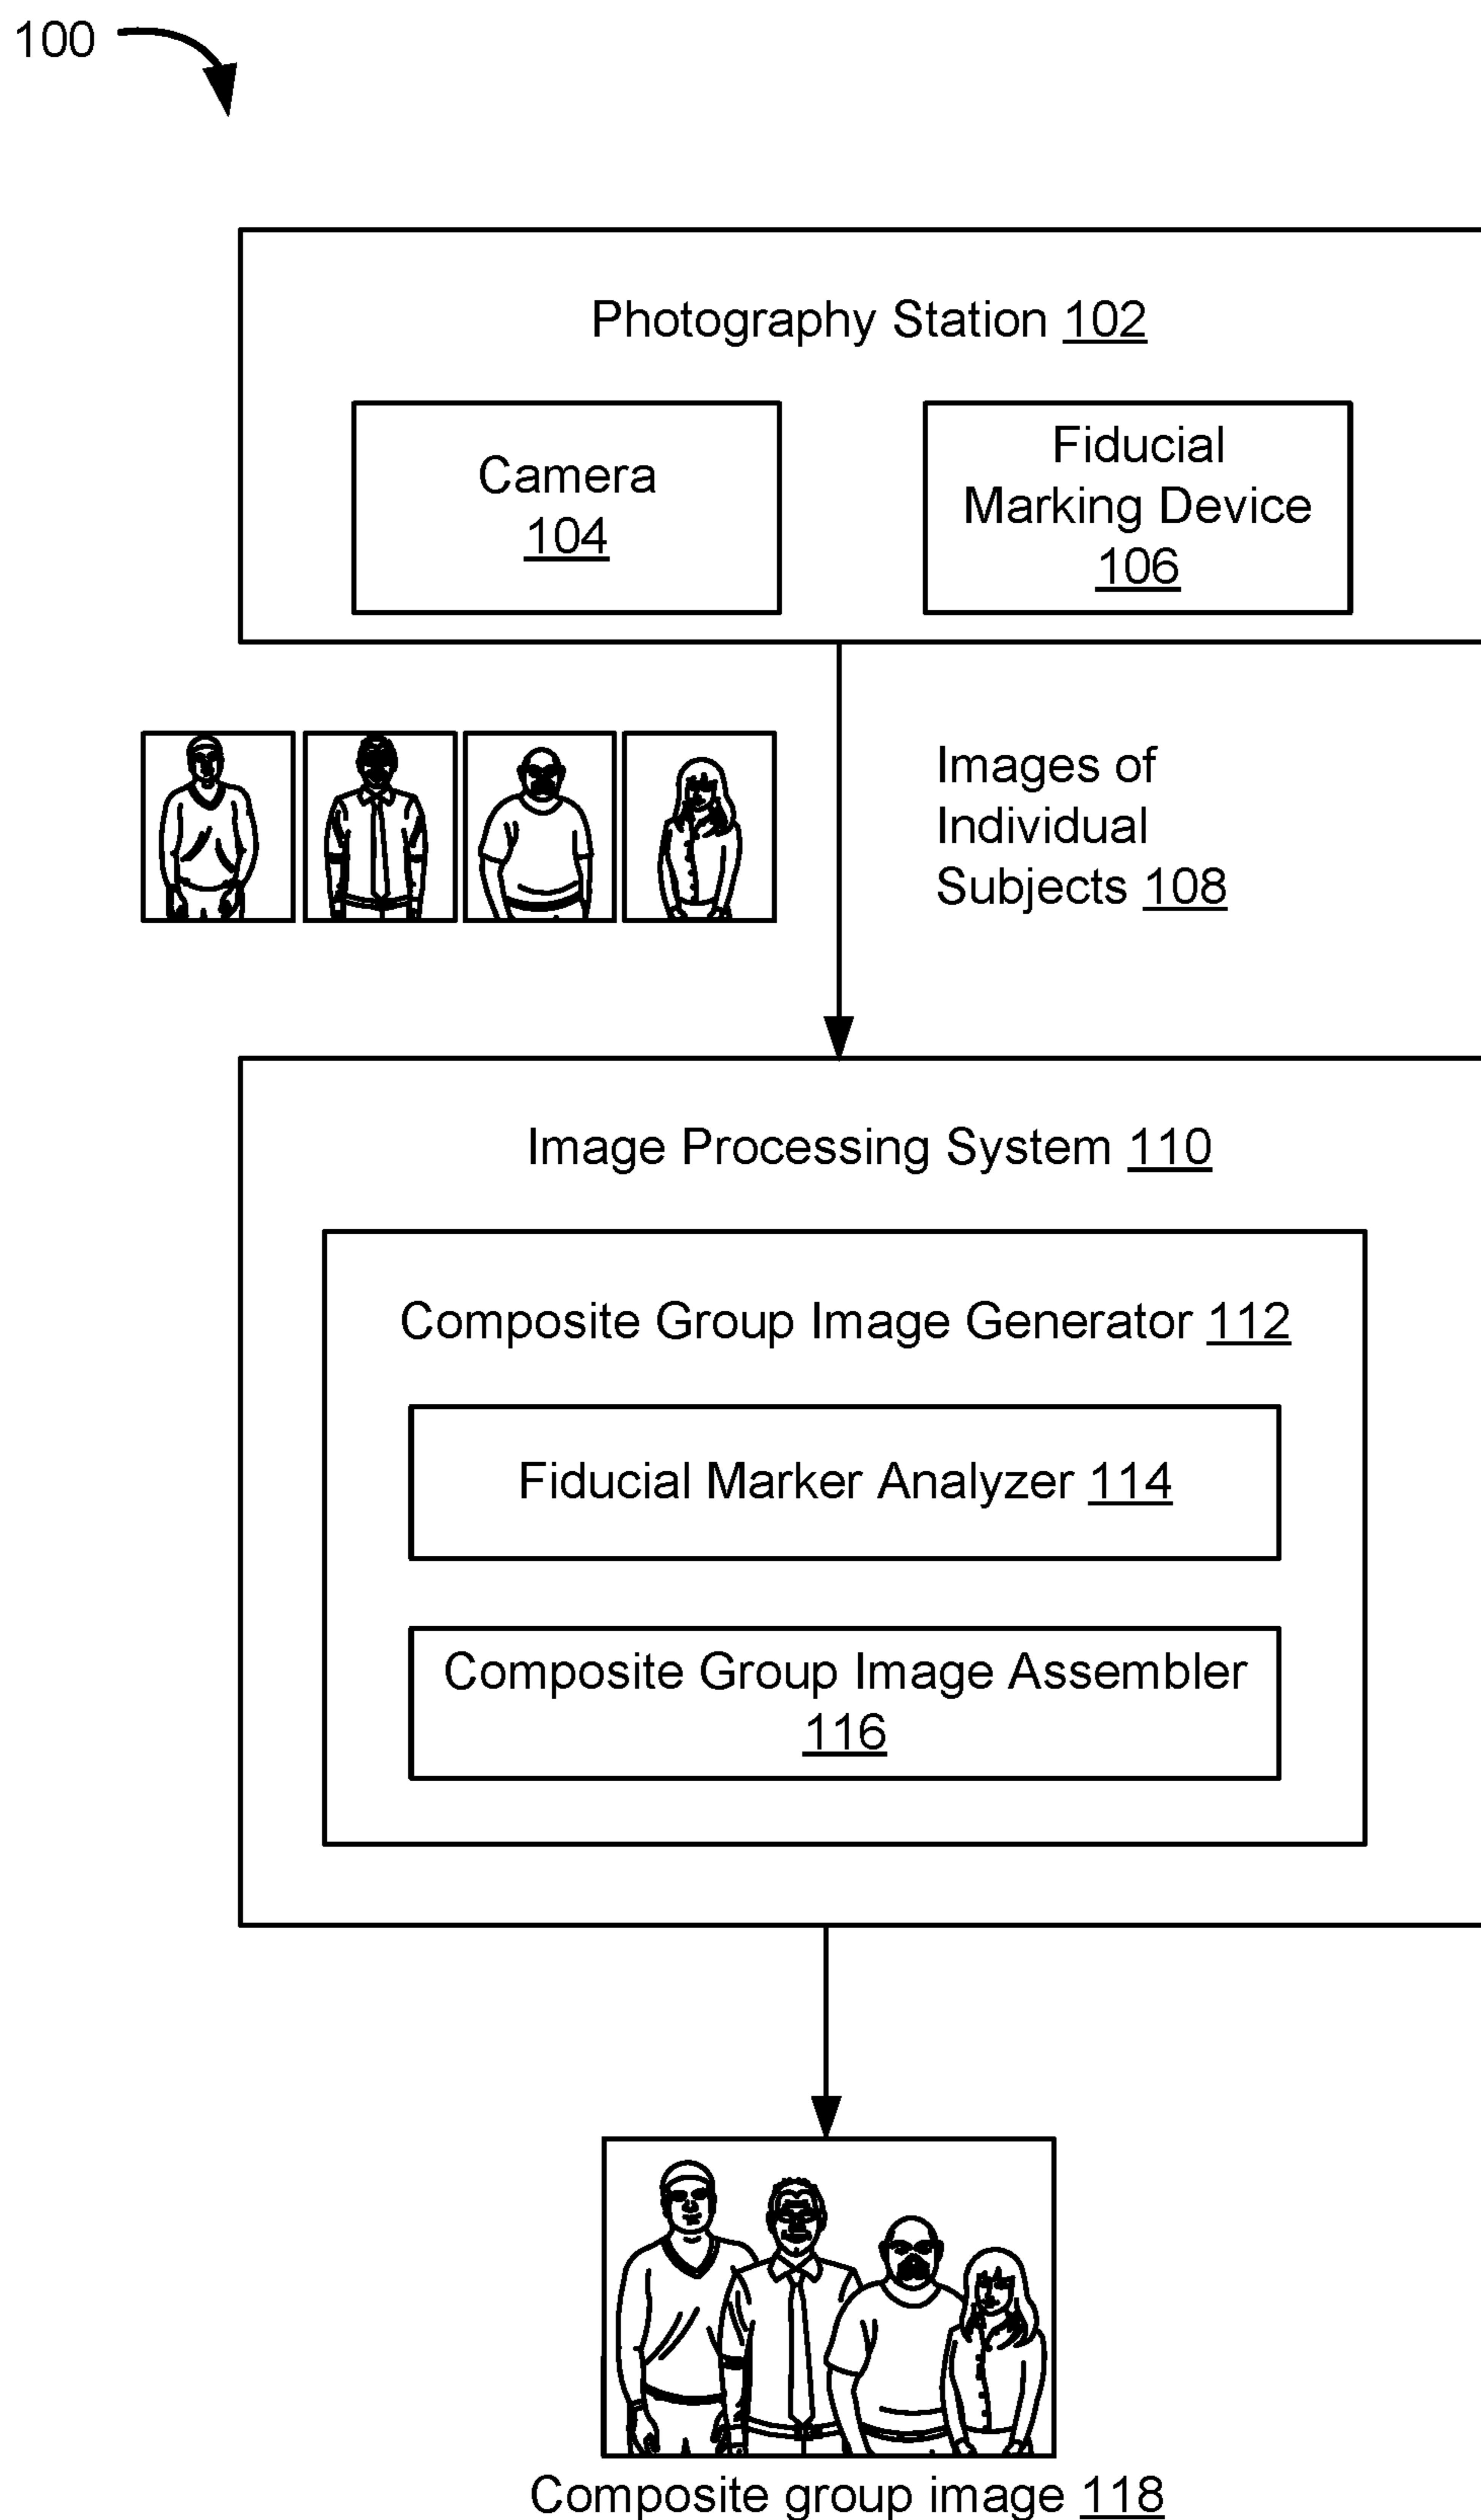 100
Photography Station 102
Camera
104
Fiducial
Marking Device
106
Images of
Individual
Subjects 108
Image Processing System 110
Composite Group Image Generator 112
Fiducial Marker Analyzer 114
Composite Group Image Assembler
116
Composite group image 118